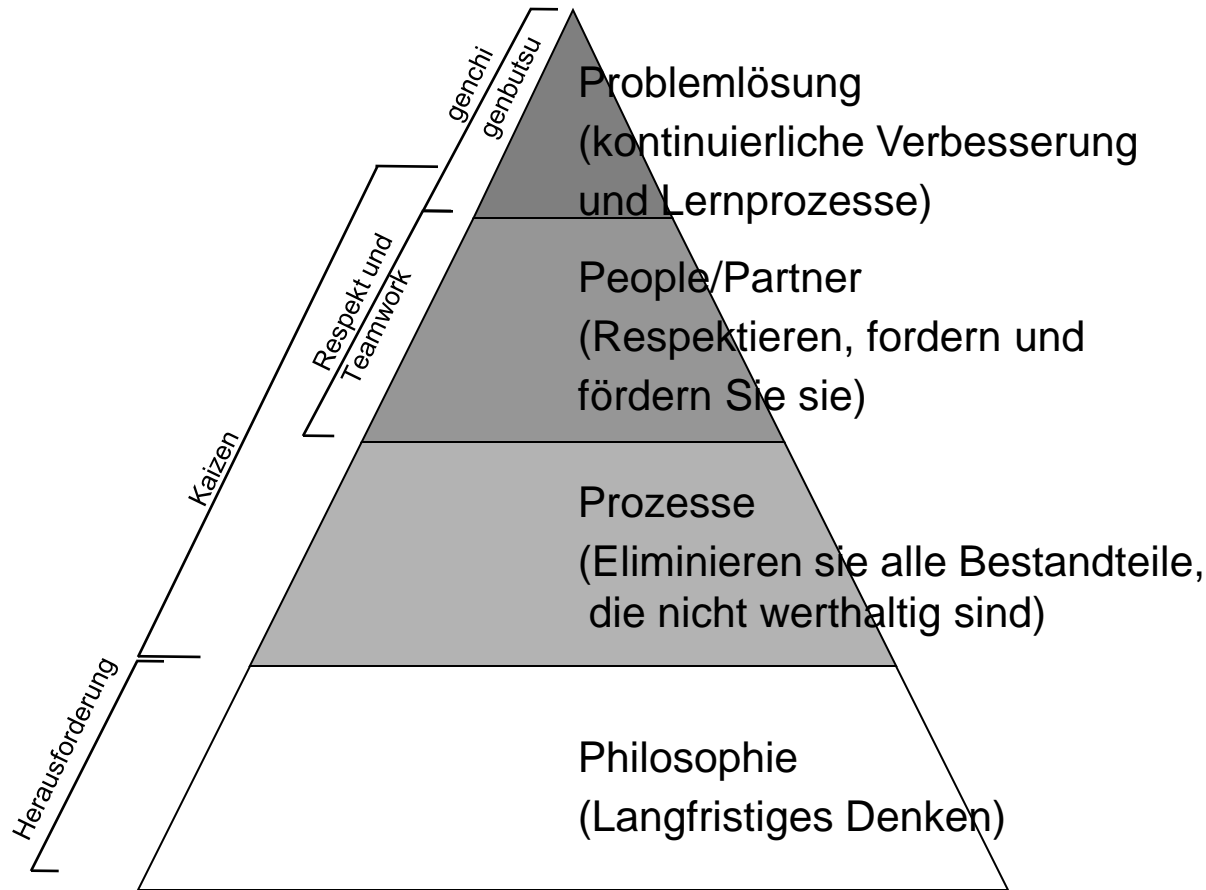 genchi
genbutsu
Problemlösung
(kontinuierliche Verbesserung
und Lernprozesse)
Respekt und
Teamwork
People/Partner
(Respektieren, fordern und
fördern Sie sie)
Kaizen
Prozesse
(Eliminieren sie alle Bestandteile,
die nicht werthaltig sind)
Herausforderung
Philosophie
(Langfristiges Denken)